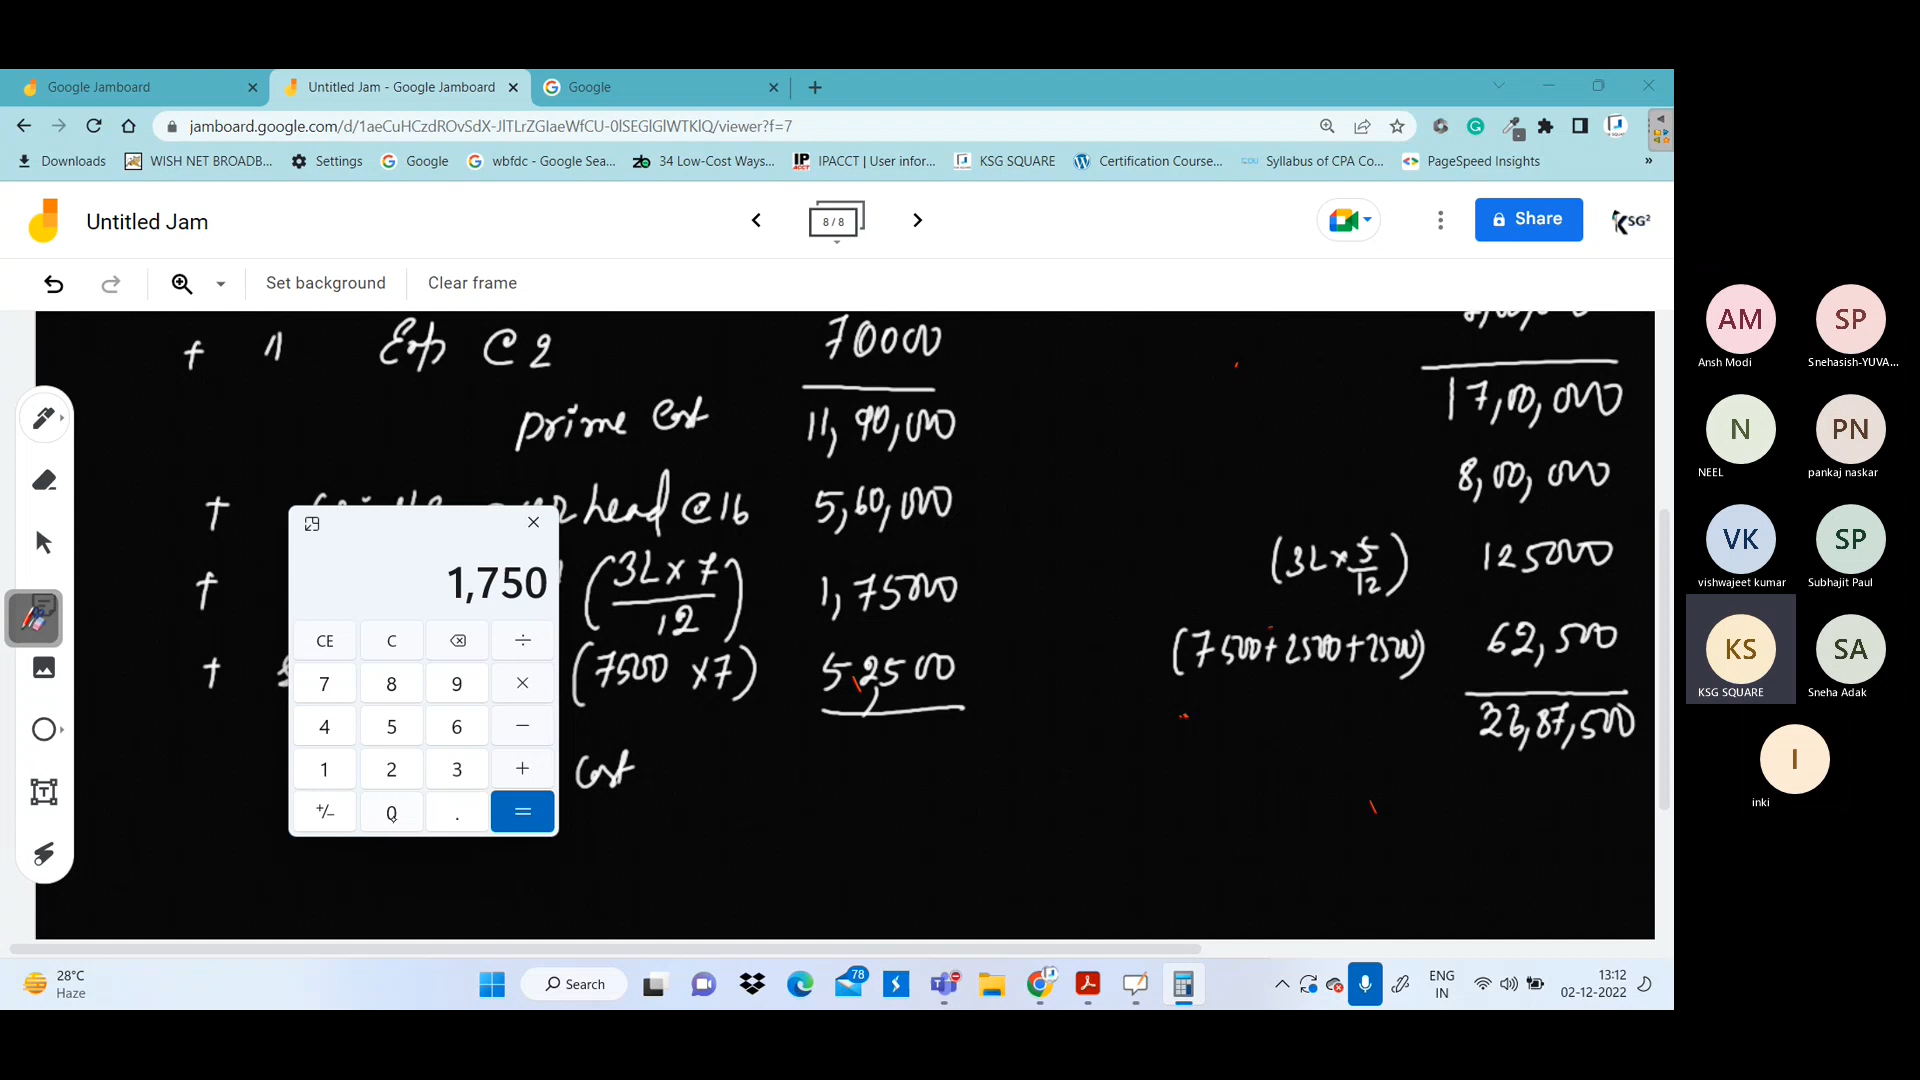 Google Jamboard
Untitled Jam - Google Jamboard
Google
jamboard.google.com/d/1aeCuHCzdROvSdX-JlTLrZGIaeWfCU-0lSEGlGlWTKlQ/viewer?f=7
Downloads
WISH NET BROADB...
Settings
Google
wbfdc - Google Sea...
34 Low-Cost Ways...
IPACCT | User infor...
KSG SQUARE
Certification Course...
Syllabus of CPA Co...
PageSpeed Insights
»
Untitled Jam
8 / 8
Share
KSG²
Set background
Clear frame
+ 〃 Exp @ 2 70000
17,00,000
prime Cost 11,90,000
8,00,000
+ head @ 16 5,60,000
+ (3L x 7 / 12) 1,75000
(3L x 5/12) 125000
+ (7500 x 7) 52,500
(7500+2500+2500) 62,500
26,87,500
Cost
1,750
CE C ÷
7 8 9 ×
4 5 6 −
1 2 3 +
+/− 0 . =
AM
Ansh Modi
SP
Snehasish-YUVA...
N
NEEL
PN
pankaj naskar
VK
vishwajeet kumar
SP
Subhajit Paul
KS
KSG SQUARE
SA
Sneha Adak
I
inki
28°C
Haze
Search
78
ENG
IN
13:12
02-12-2022